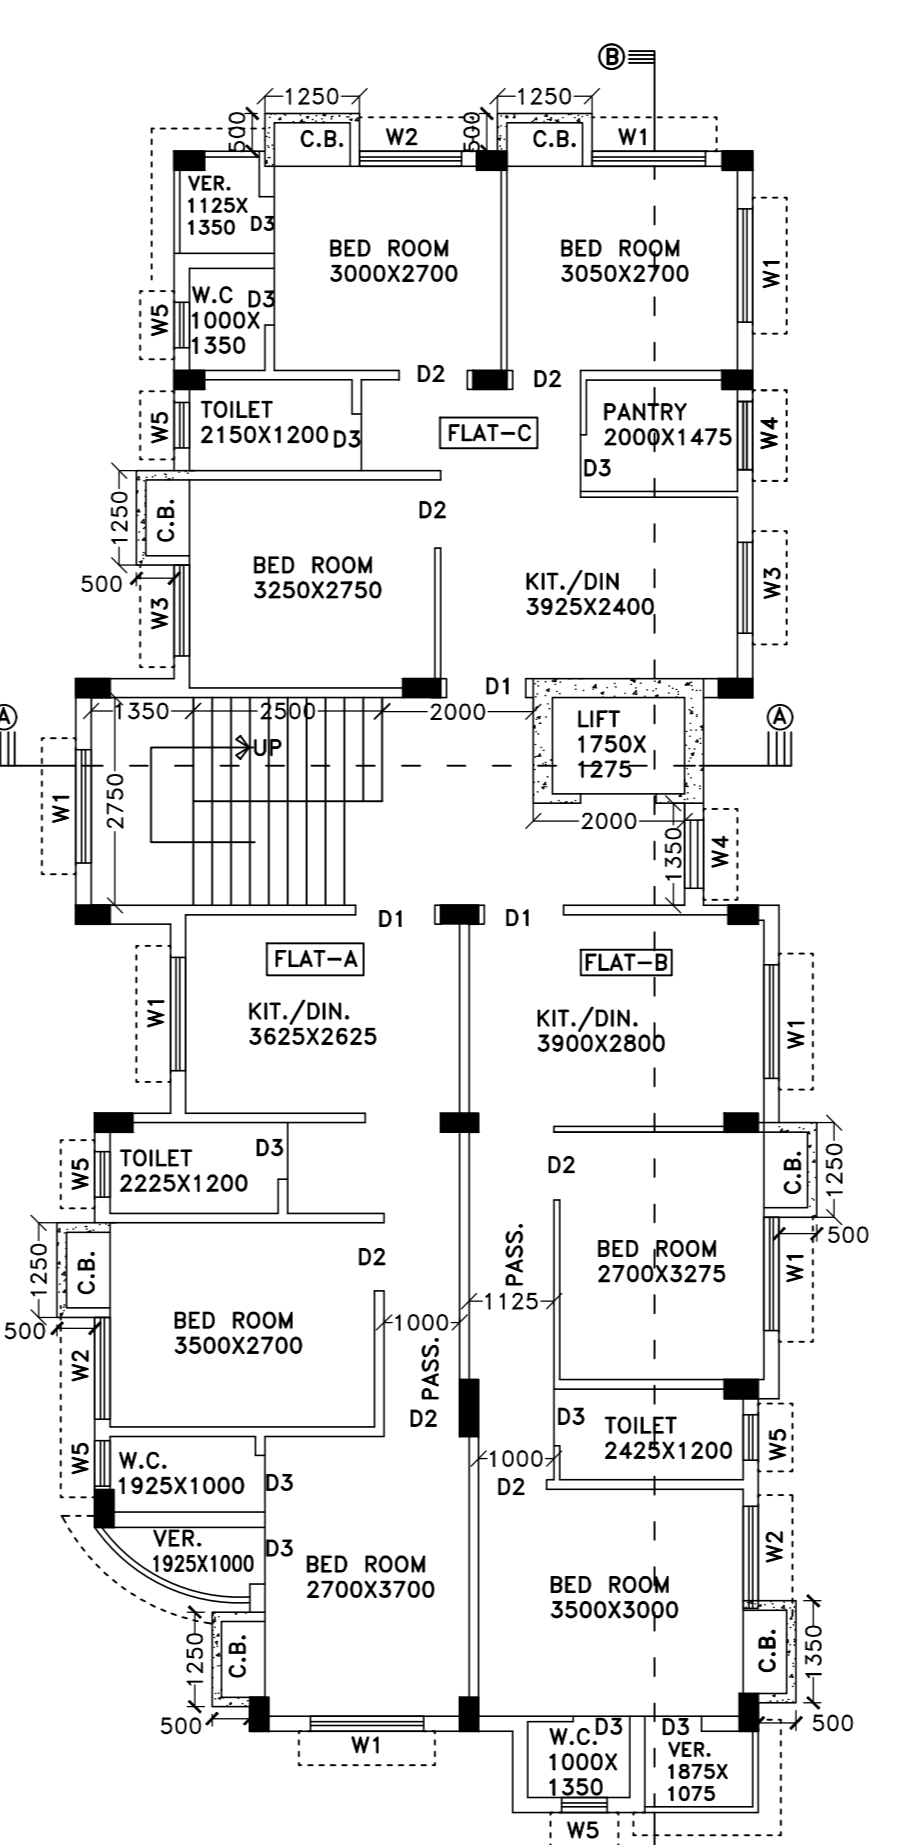 B
1250
1250
500
C.B.
W2
500
C.B.
W1
VER.
1125X
1350
D3
BED ROOM
3000X2700
BED ROOM
3050X2700
W1
W5
W.C
1000X
1350
D3
D2
D2
W5
TOILET
2150X1200
D3
FLAT-C
PANTRY
2000X1475
D3
W4
1250
C.B.
500
D2
BED ROOM
3250X2750
W3
KIT./DIN
3925X2400
W3
D1
A
1350
2500
2000
LIFT
1750X
1275
A
UP
W1
2750
2000
1350
W4
D1
D1
FLAT-A
FLAT-B
W1
KIT./DIN.
3625X2625
KIT./DIN.
3900X2800
W1
W5
TOILET
2225X1200
D3
D2
C.B.
1250
500
1250
C.B.
500
D2
PASS.
BED ROOM
2700X3275
W1
1125
BED ROOM
3500X2700
1000
W2
PASS.
D2
D3
TOILET
2425X1200
W5
W5
W.C.
1925X1000
D3
1000
D2
VER.
1925X1000
D3
BED ROOM
2700X3700
BED ROOM
3500X3000
W2
1250
C.B.
500
C.B.
1350
500
W1
W.C.
1000X
1350
D3
D3
VER.
1875X
1075
W5